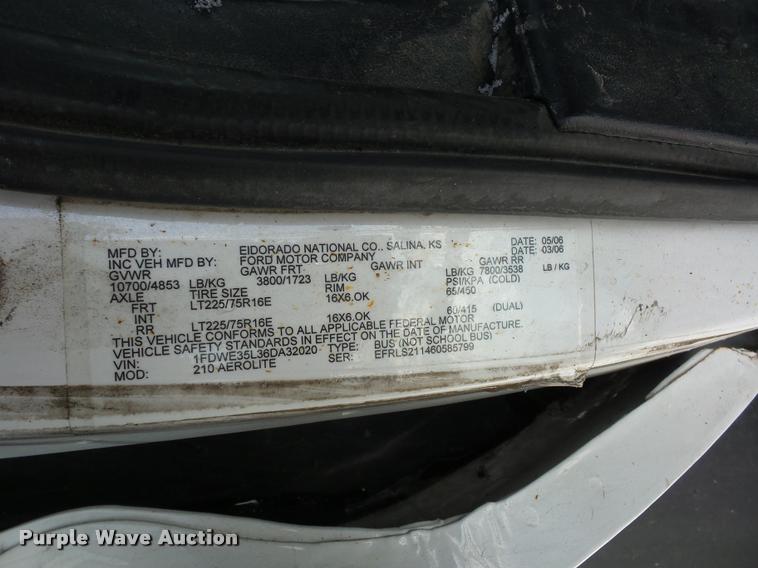 MFD BY: ElDORADO NATIONAL CO., SALINA, KS DATE: 05/06
INC VEH MFD BY: FORD MOTOR COMPANY DATE: 03/06
GVWR GAWR FRT GAWR INT GAWR RR
10700/4853 LB/KG 3800/1723 LB/KG LB/KG 7800/3538 LB / KG
AXLE TIRE SIZE RIM PSI/KPA (COLD)
FRT LT225/75R16E 16X6.OK 65/450
INT
RR LT225/75R16E 16X6.OK 60/415 (DUAL)
THIS VEHICLE CONFORMS TO ALL APPLICABLE FEDERAL MOTOR
VEHICLE SAFETY STANDARDS IN EFFECT ON THE DATE OF MANUFACTURE.
VIN: 1FDWE35L36DA32020 TYPE: BUS (NOT SCHOOL BUS)
MOD: 210 AEROLITE SER: EFRLS211460585799
Purple Wave Auction